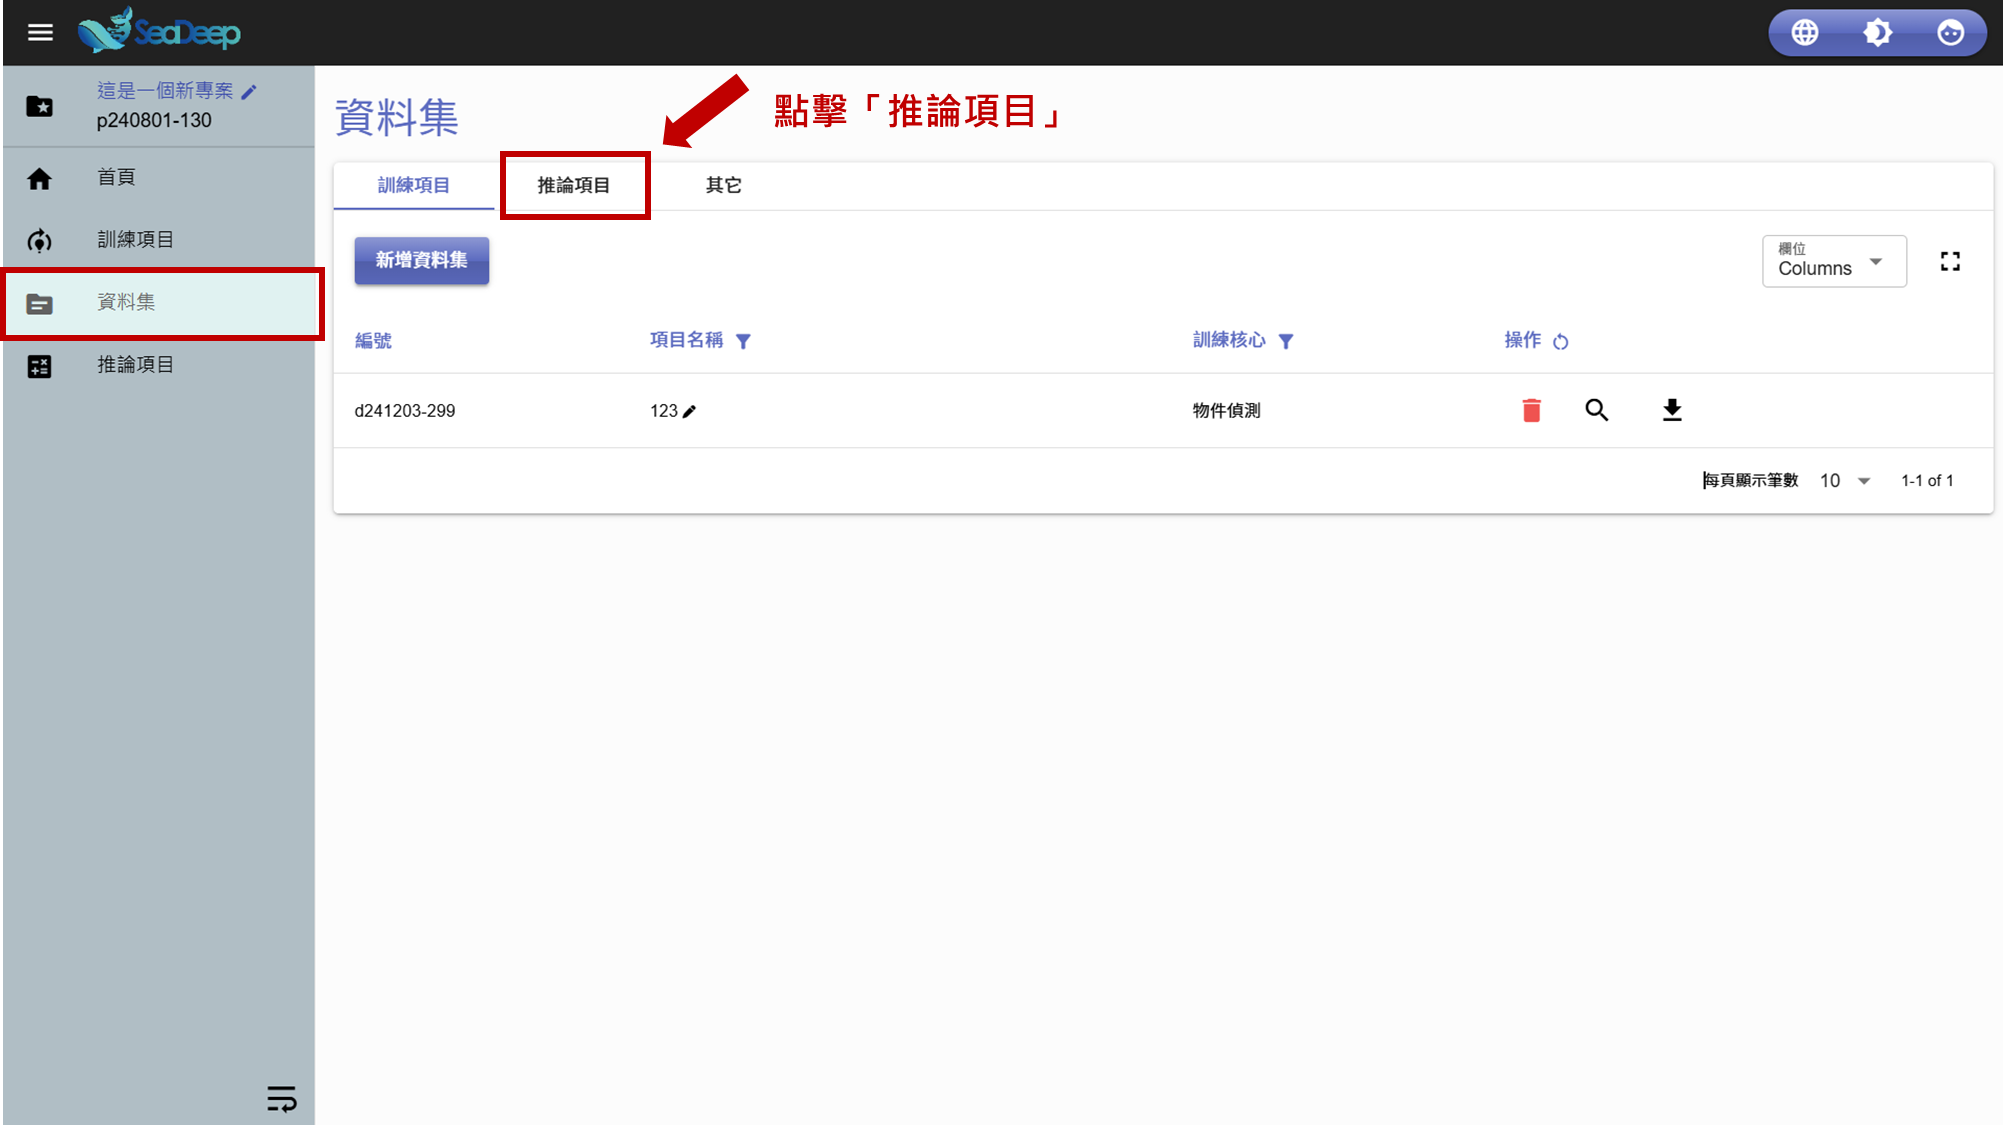 SeaDeep
這是一個新專案
p240801-130
首頁
訓練項目
資料集
推論項目
資料集
點擊「推論項目」
訓練項目 推論項目 其它
新增資料集
欄位
Columns
編號 項目名稱 訓練核心 操作
d241203-299 123 物件偵測
每頁顯示筆數 10 1-1 of 1